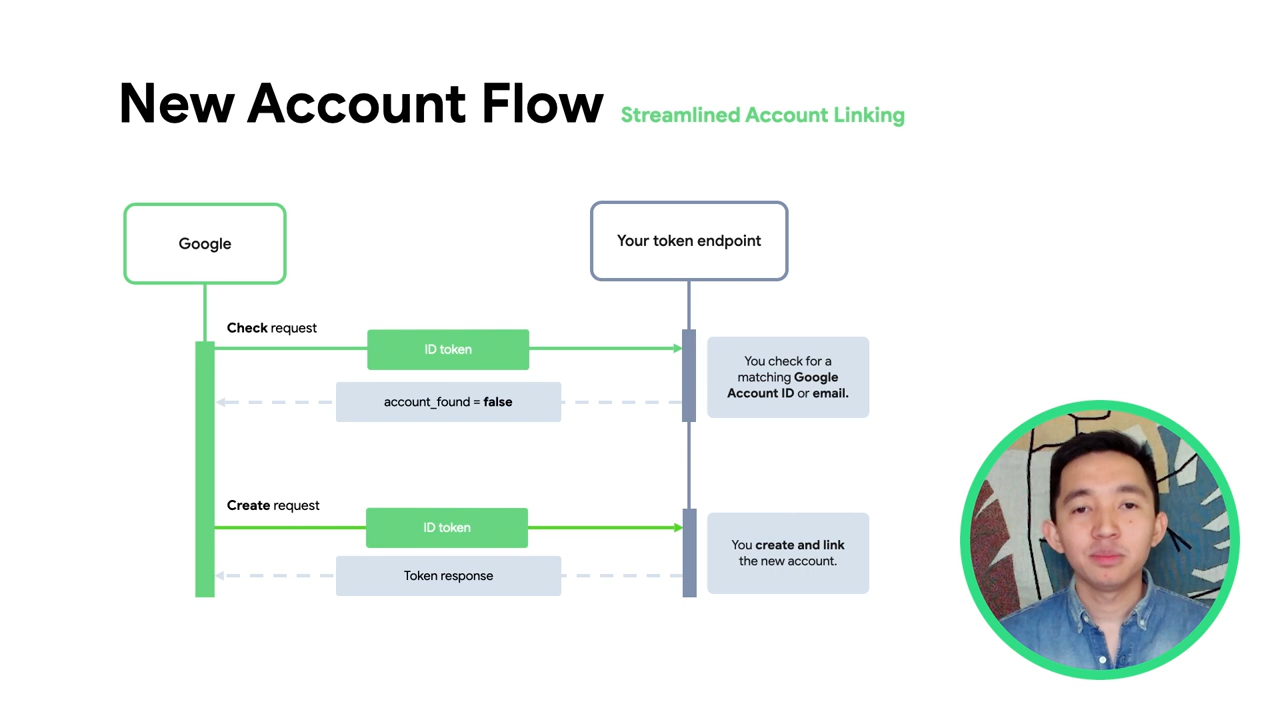 New Account Flow Streamlined Account Linking
Google
Your token endpoint
Check request
ID token
You check for a
matching Google
Account ID or email.
account_found = false
Create request
ID token
You create and link
the new account.
Token response